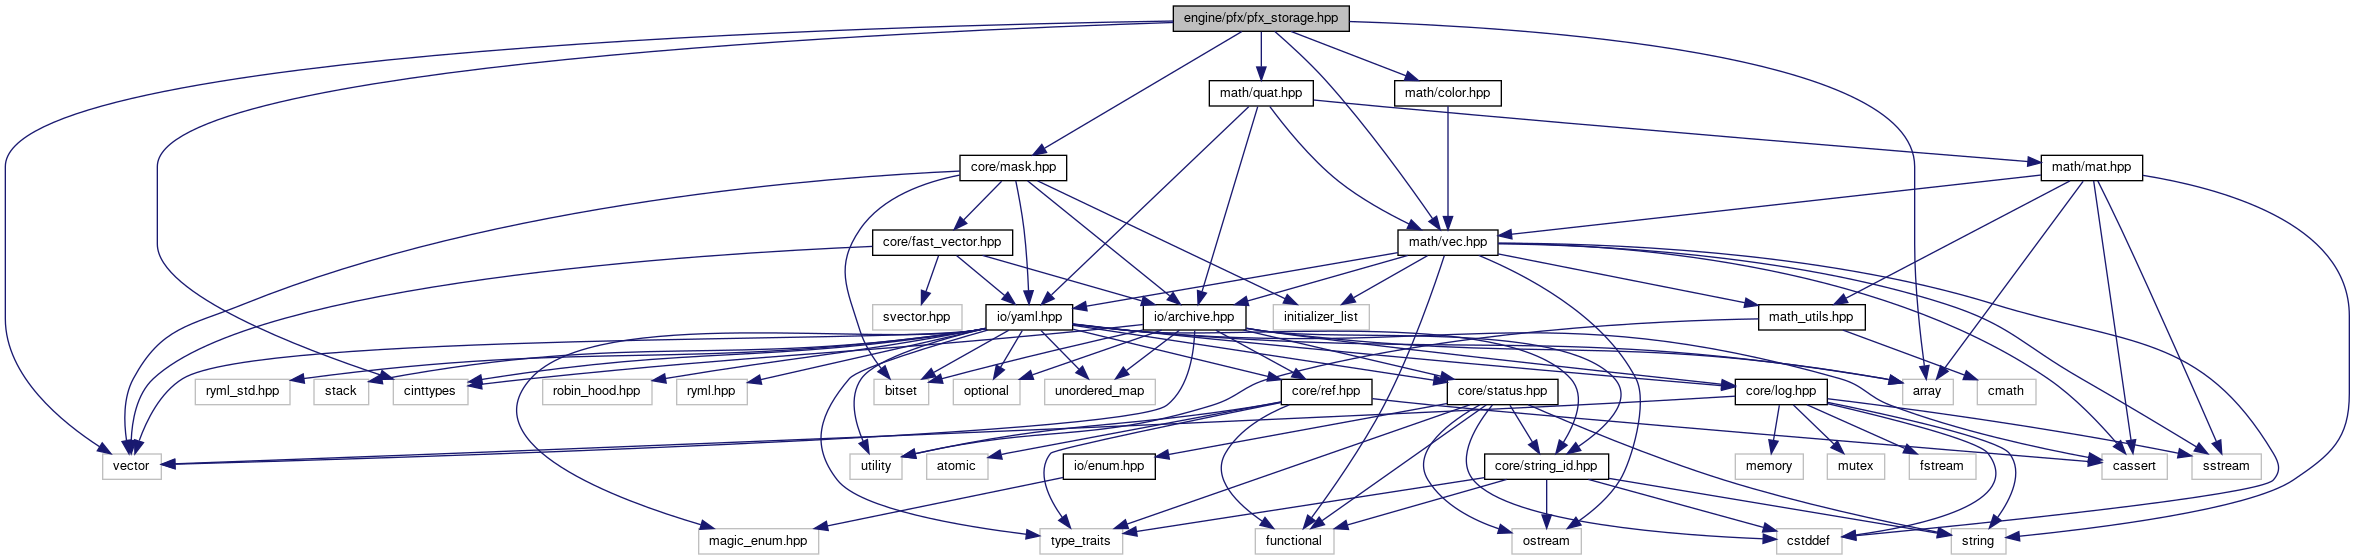 engine/pfx/pfx_storage.hpp
math/quat.hpp
math/color.hpp
core/mask.hpp
math/mat.hpp
core/fast_vector.hpp
math/vec.hpp
svector.hpp
io/yaml.hpp
io/archive.hpp
initializer_list
math_utils.hpp
ryml_std.hpp
stack
cinttypes
robin_hood.hpp
ryml.hpp
bitset
optional
unordered_map
core/ref.hpp
core/status.hpp
core/log.hpp
array
cmath
vector
utility
atomic
io/enum.hpp
core/string_id.hpp
memory
mutex
fstream
cassert
sstream
magic_enum.hpp
type_traits
functional
ostream
cstddef
string